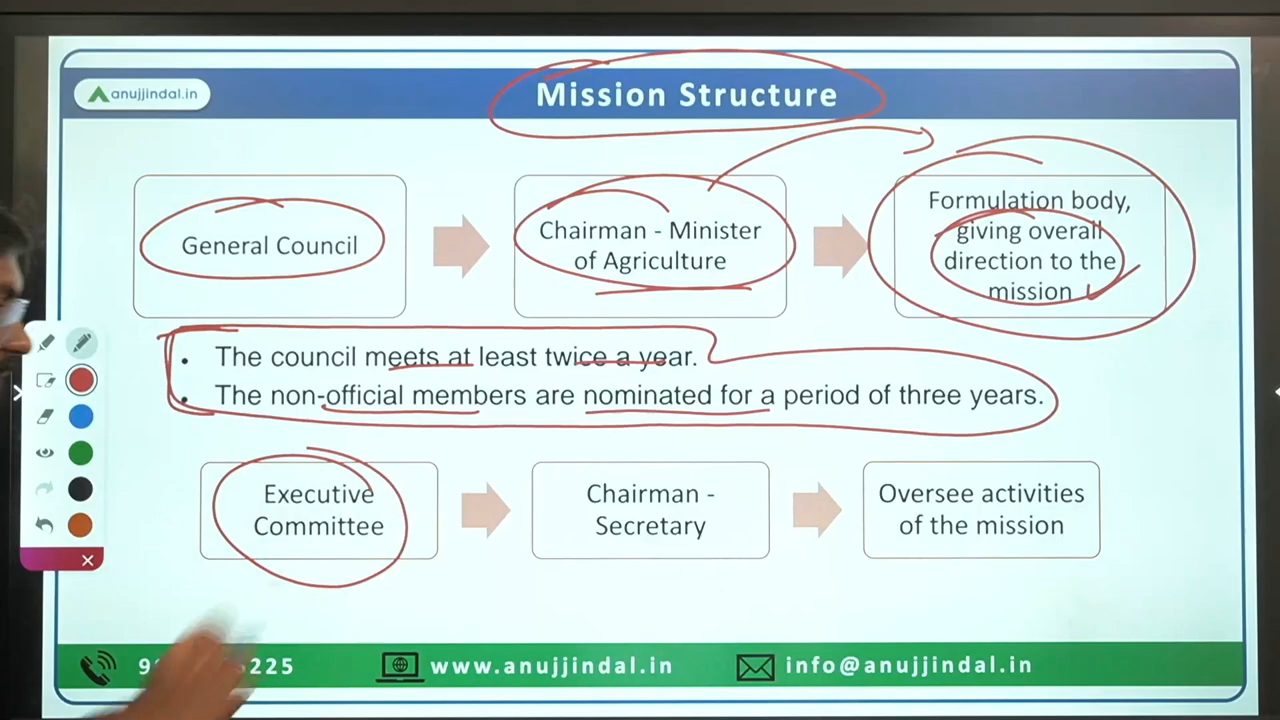 anujjindal.in
Mission Structure
General Council
Chairman - Minister
of Agriculture
Formulation body,
giving overall
direction to the
mission
• The council meets at least twice a year.
• The non-official members are nominated for a period of three years.
Executive
Committee
Chairman -
Secretary
Oversee activities
of the mission
225
www.anujjindal.in
info@anujjindal.in